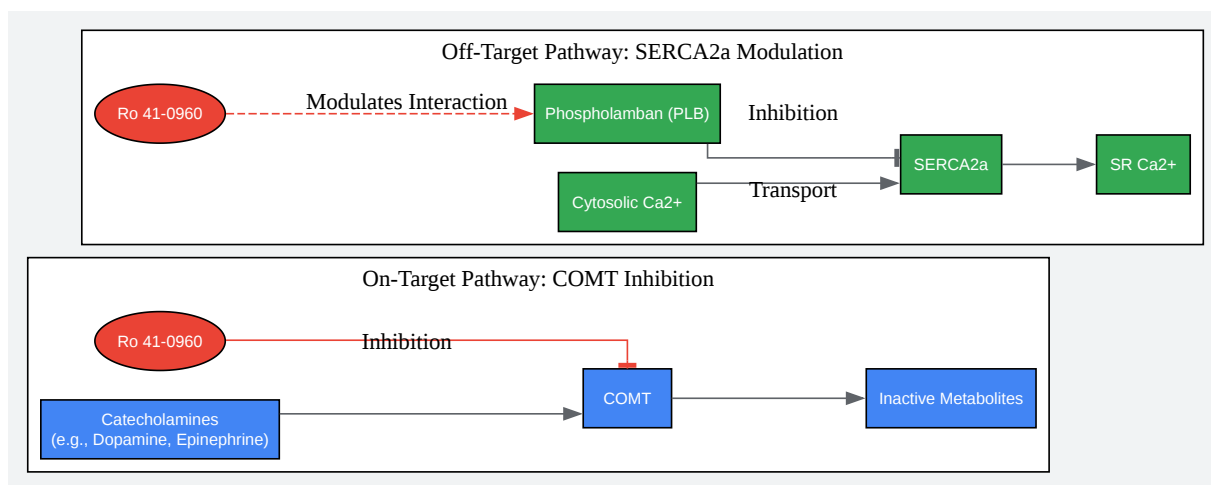 Off-Target Pathway: SERCA2a Modulation
Ro 41-0960
Modulates Interaction
Phospholamban (PLB)
Inhibition
SERCA2a
SR Ca2+
Cytosolic Ca2+
Transport
On-Target Pathway: COMT Inhibition
Ro 41-0960
Inhibition
Catecholamines
(e.g., Dopamine, Epinephrine)
COMT
Inactive Metabolites